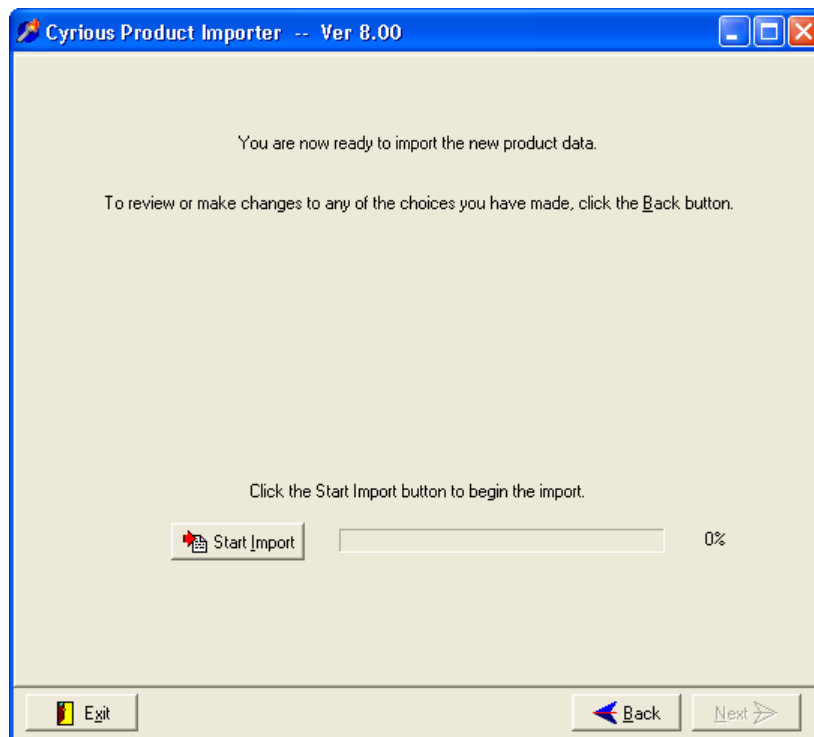 Cyrious Product Importer -- Ver 8.00
You are now ready to import the new product data.
To review or make changes to any of the choices you have made, click the Back button.
Click the Start Import button to begin the import.
Start Import 0%
Exit Back Next